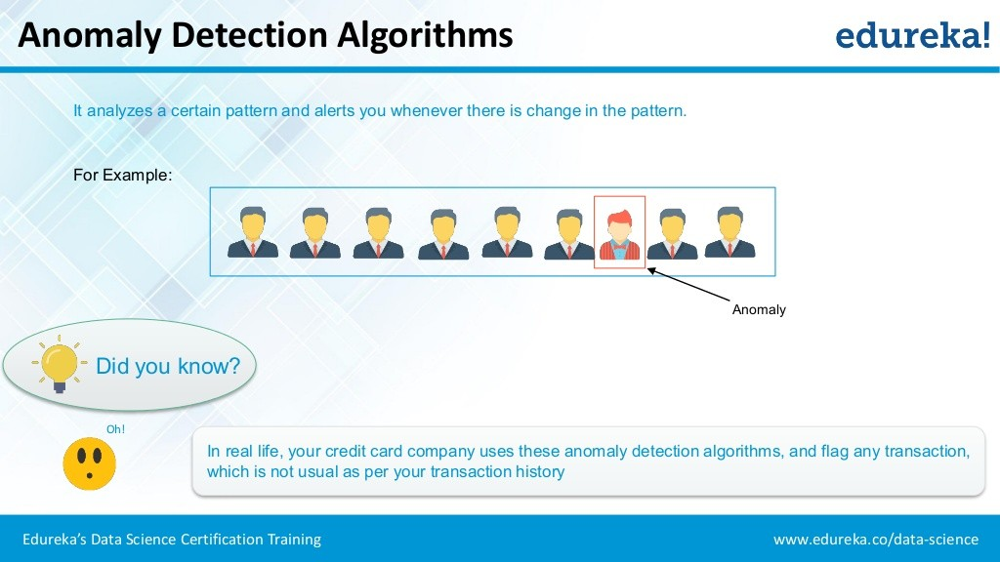 Anomaly Detection Algorithms
edureka!
It analyzes a certain pattern and alerts you whenever there is change in the pattern.
For Example:
Anomaly
Did you know?
Oh!
In real life, your credit card company uses these anomaly detection algorithms, and flag any transaction,
which is not usual as per your transaction history
Edureka’s Data Science Certification Training
www.edureka.co/data-science